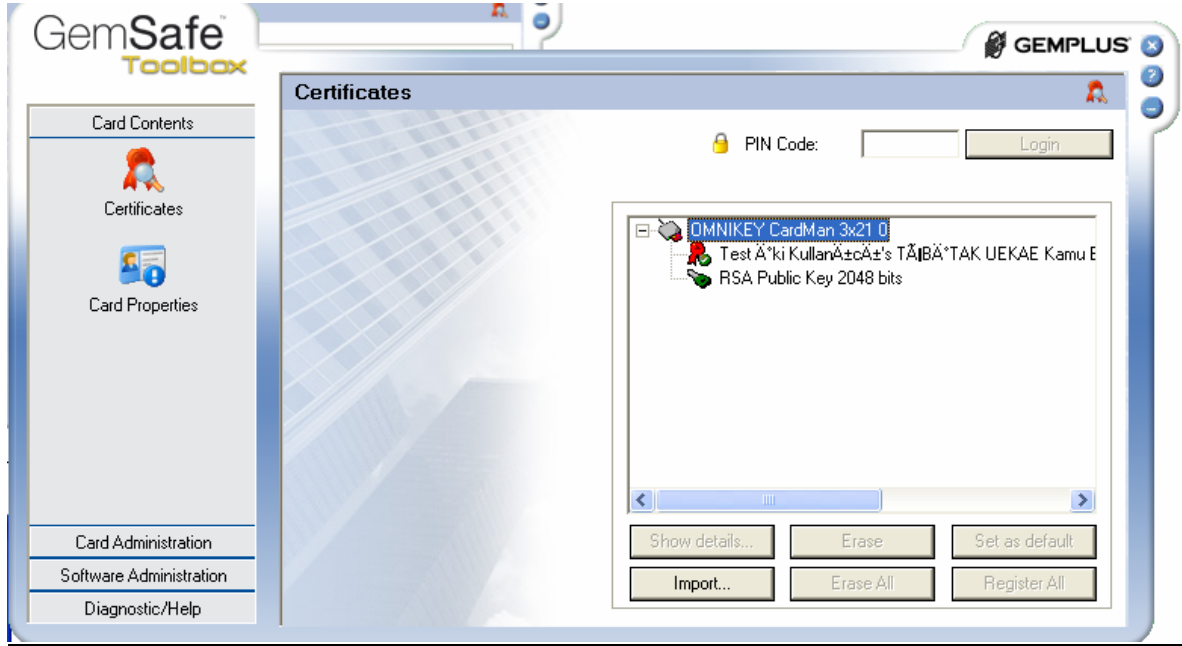 GemSafe
Toolbox
GEMPLUS
Certificates
Card Contents
Certificates
Card Properties
Card Administration
Software Administration
Diagnostic/Help
PIN Code:
Login
OMNIKEY CardMan 3x21 0
Test Ä°ki KullanÄ±cÄ±'s TÃ¡BÄ°TAK UEKAE Kamu
RSA Public Key 2048 bits
Show details...
Erase
Set as default
Import...
Erase All
Register All